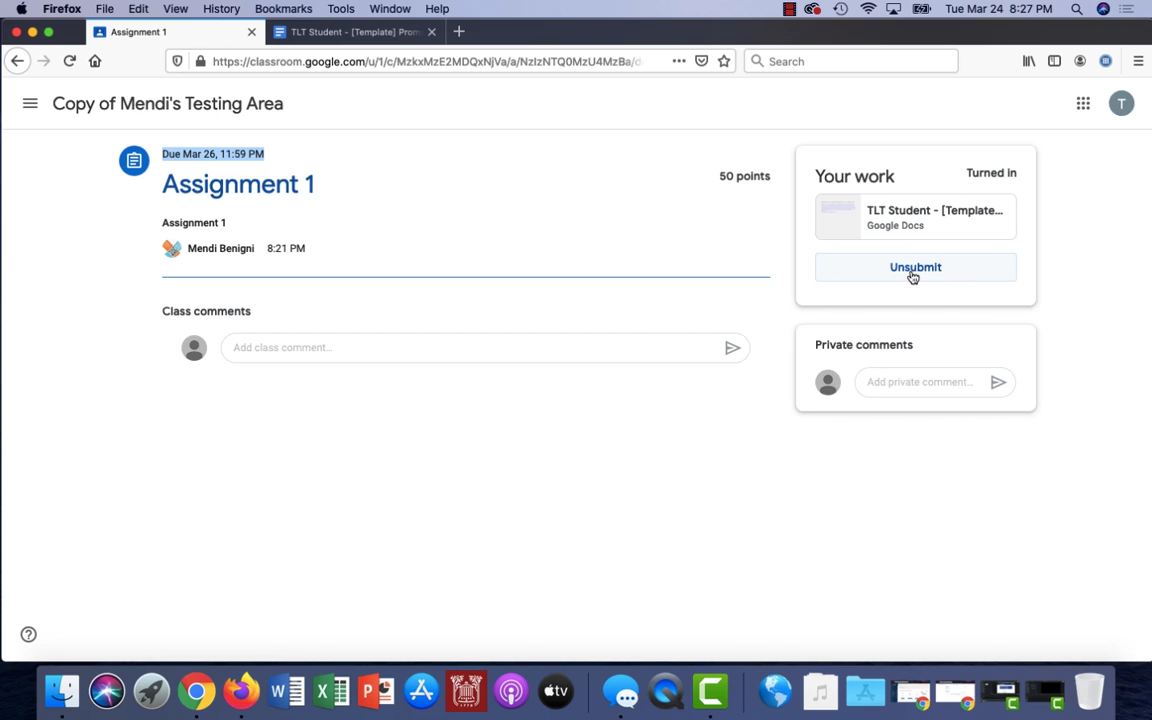 Firefox File Edit View History Bookmarks Tools Window Help Tue Mar 24 8:27 PM
Assignment 1 TLT Student - [Template] Prom
https://classroom.google.com/u/1/c/MzkxMzE2MDQxNjVa/a/NzIzNTQ0MzU4MzBa/d Search
Copy of Mendi's Testing Area T
Due Mar 26, 11:59 PM
Assignment 1
50 points
Assignment 1
Mendi Benigni 8:21 PM
Class comments
Add class comment...
Your work Turned in
TLT Student - [Template...
Google Docs
Unsubmit
Private comments
Add private comment...
tv